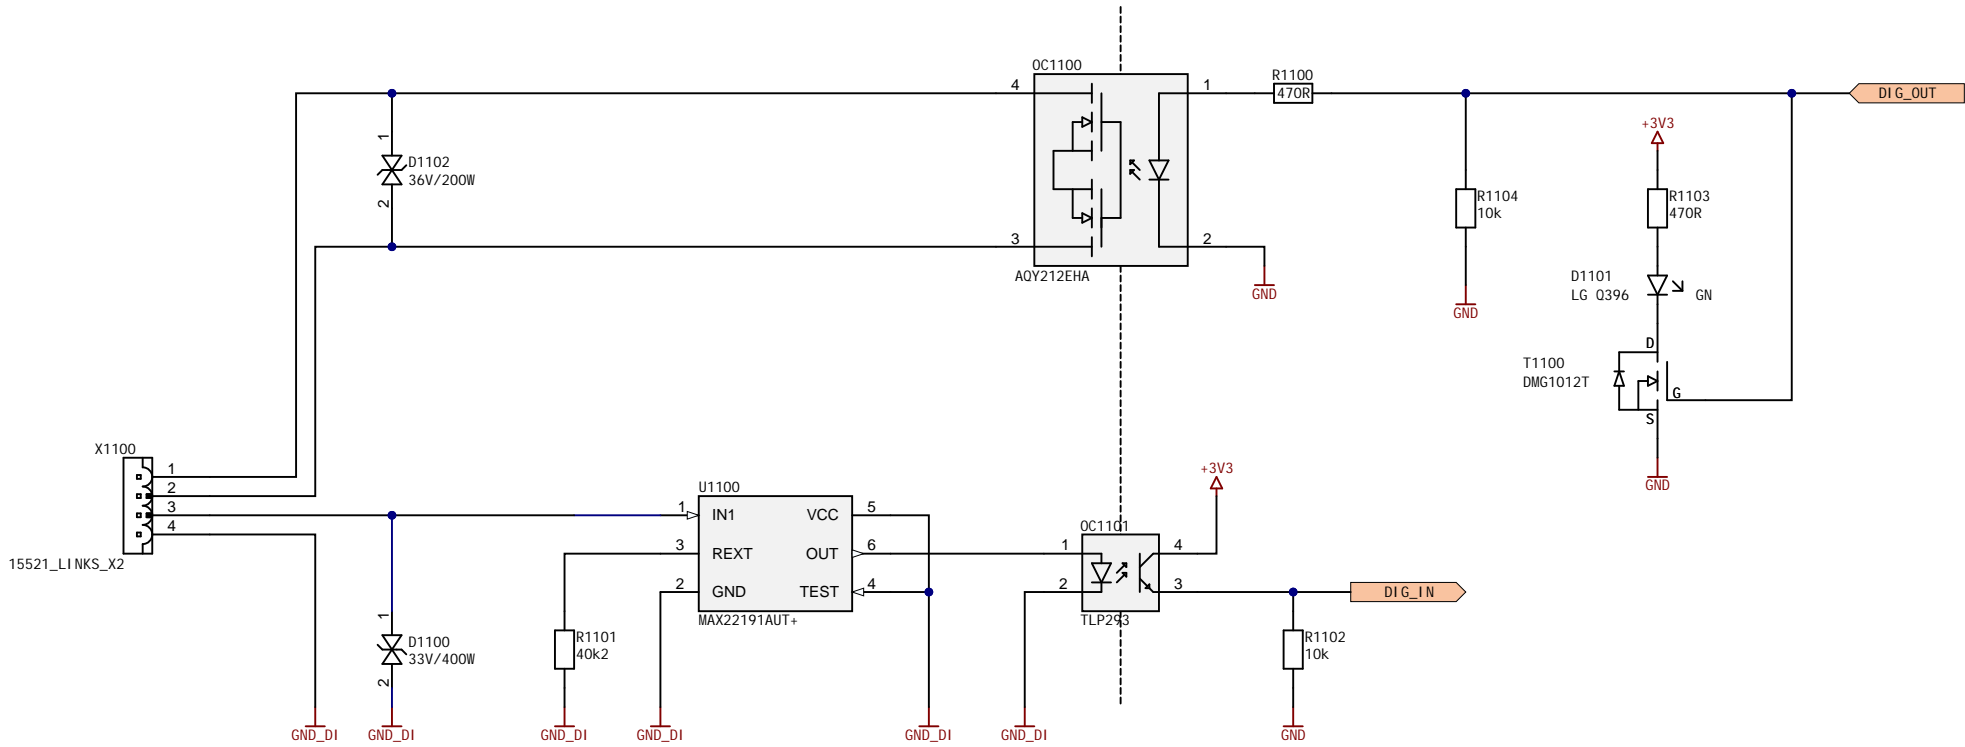 OC1100
4
3
1
2
AQY212EHA
R1100
470R
DIG_OUT
1
D1102
36V/200W
2
GND
R1104
10k
GND
+3V3
R1103
470R
D1101
LG Q396
GN
T1100
DMG1012T
D
G
S
GND
X1100
1
2
3
4
15521_LINKS_X2
GND_DI
1
D1100
33V/400W
2
GND_DI
U1100
1
IN1
VCC
5
3
REXT
OUT
6
2
GND
TEST
4
MAX22191AUT+
R1101
40k2
GND_DI
GND_DI
GND_DI
OC1101
1
2
4
3
TLP293
GND_DI
+3V3
DIG_IN
R1102
10k
GND